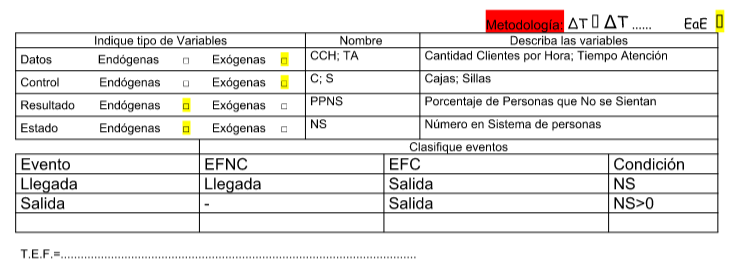 Metodología: ΔT □ ΔT ...... EaE □
Indique tipo de Variables Nombre Describa las variables
Datos Endógenas □ Exógenas □ CCH; TA Cantidad Clientes por Hora; Tiempo Atención
Control Endógenas □ Exógenas □ C; S Cajas; Sillas
Resultado Endógenas □ Exógenas □ PPNS Porcentaje de Personas que No se Sientan
Estado Endógenas □ Exógenas □ NS Número en Sistema de personas
Clasifique eventos
Evento EFNC EFC Condición
Llegada Llegada Salida NS
Salida - Salida NS>0
T.E.F.=............................................................................................................